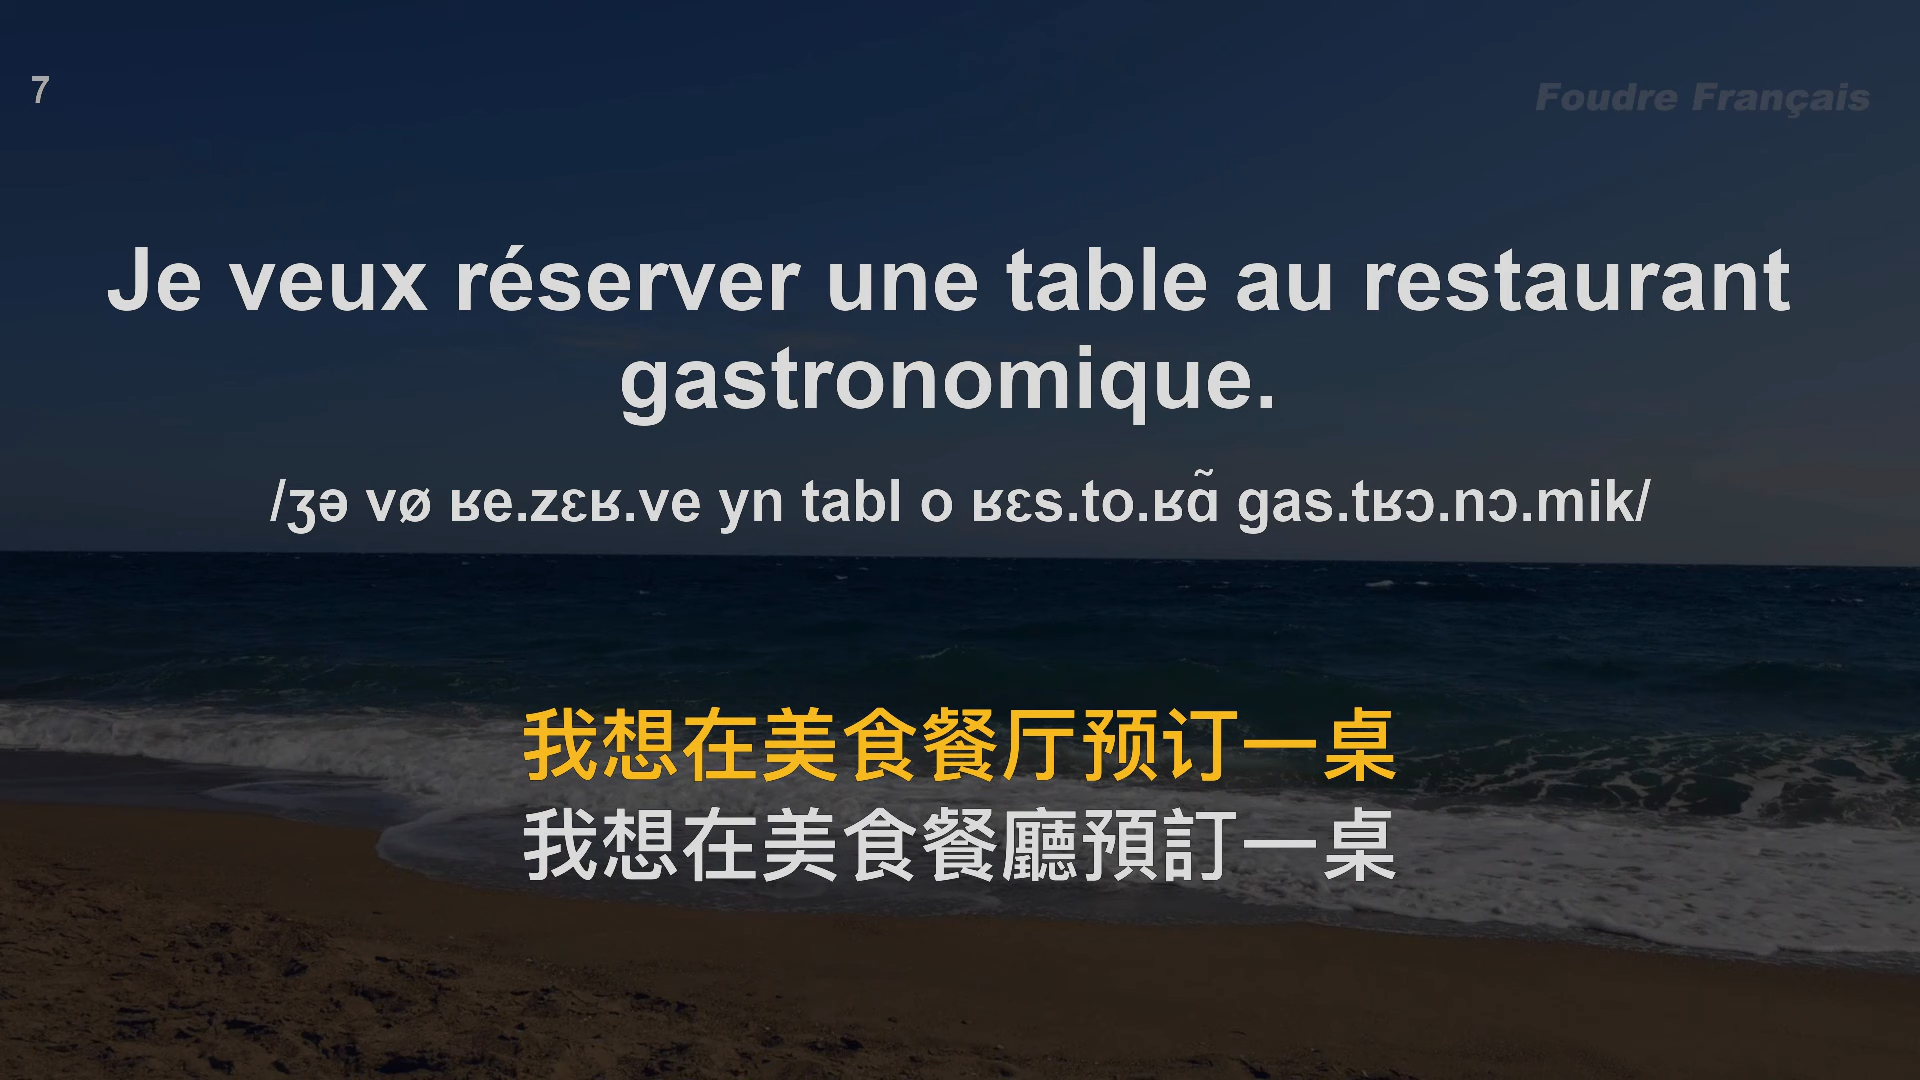 7
Foudre Français
Je veux réserver une table au restaurant
gastronomique.
/ʒə vø ʁe.zɛʁ.ve yn tabl o ʁɛs.to.ʁɑ̃ gas.tʁɔ.nɔ.mik/
我想在美食餐厅预订一桌
我想在美食餐廳預訂一桌